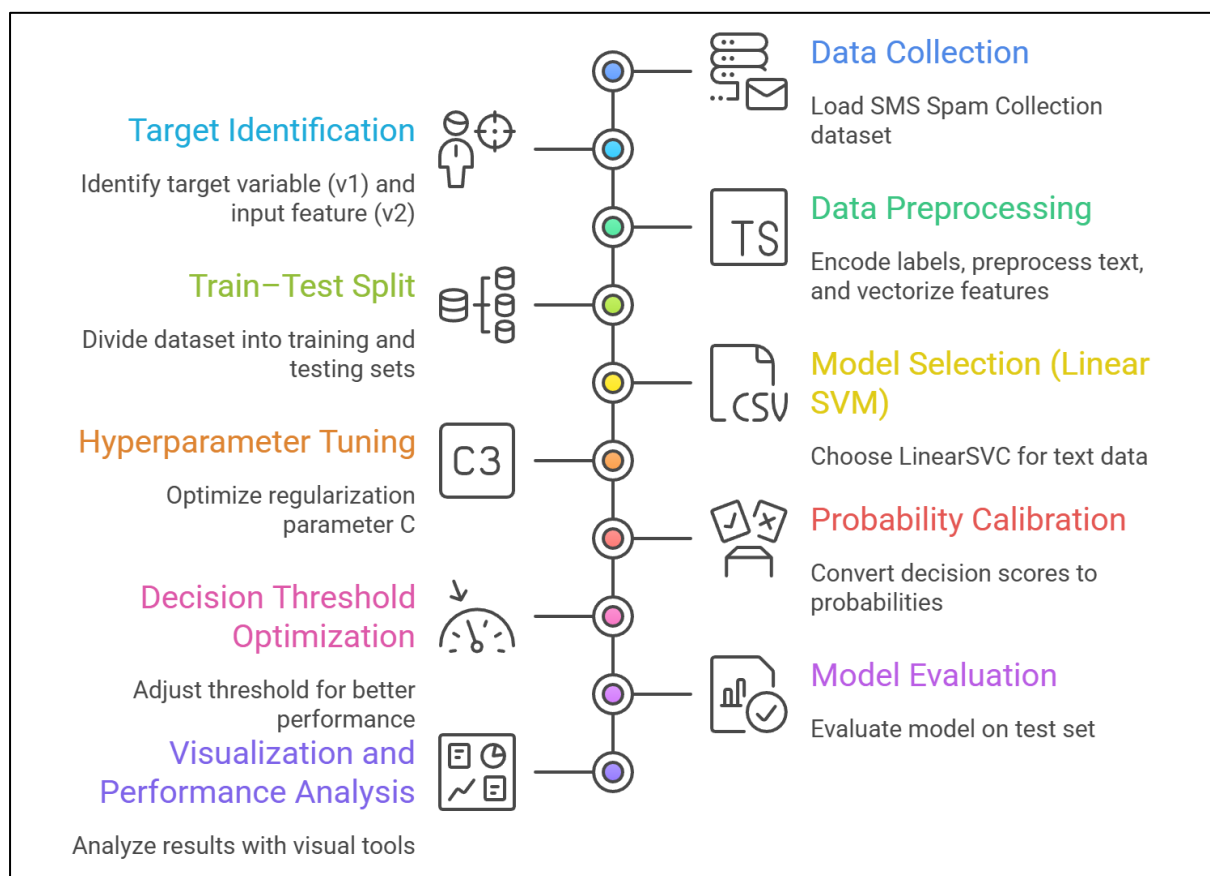 Data Collection
Load SMS Spam Collection
dataset
Target Identification
Identify target variable (v1) and
input feature (v2)
TS
Data Preprocessing
Encode labels, preprocess text,
and vectorize features
Train–Test Split
Divide dataset into training and
testing sets
CSV
Model Selection (Linear
SVM)
Choose LinearSVC for text data
Hyperparameter Tuning
Optimize regularization
parameter C
C3
Probability Calibration
Convert decision scores to
probabilities
Decision Threshold
Optimization
Adjust threshold for better
performance
Model Evaluation
Evaluate model on test set
Visualization and
Performance Analysis
Analyze results with visual tools